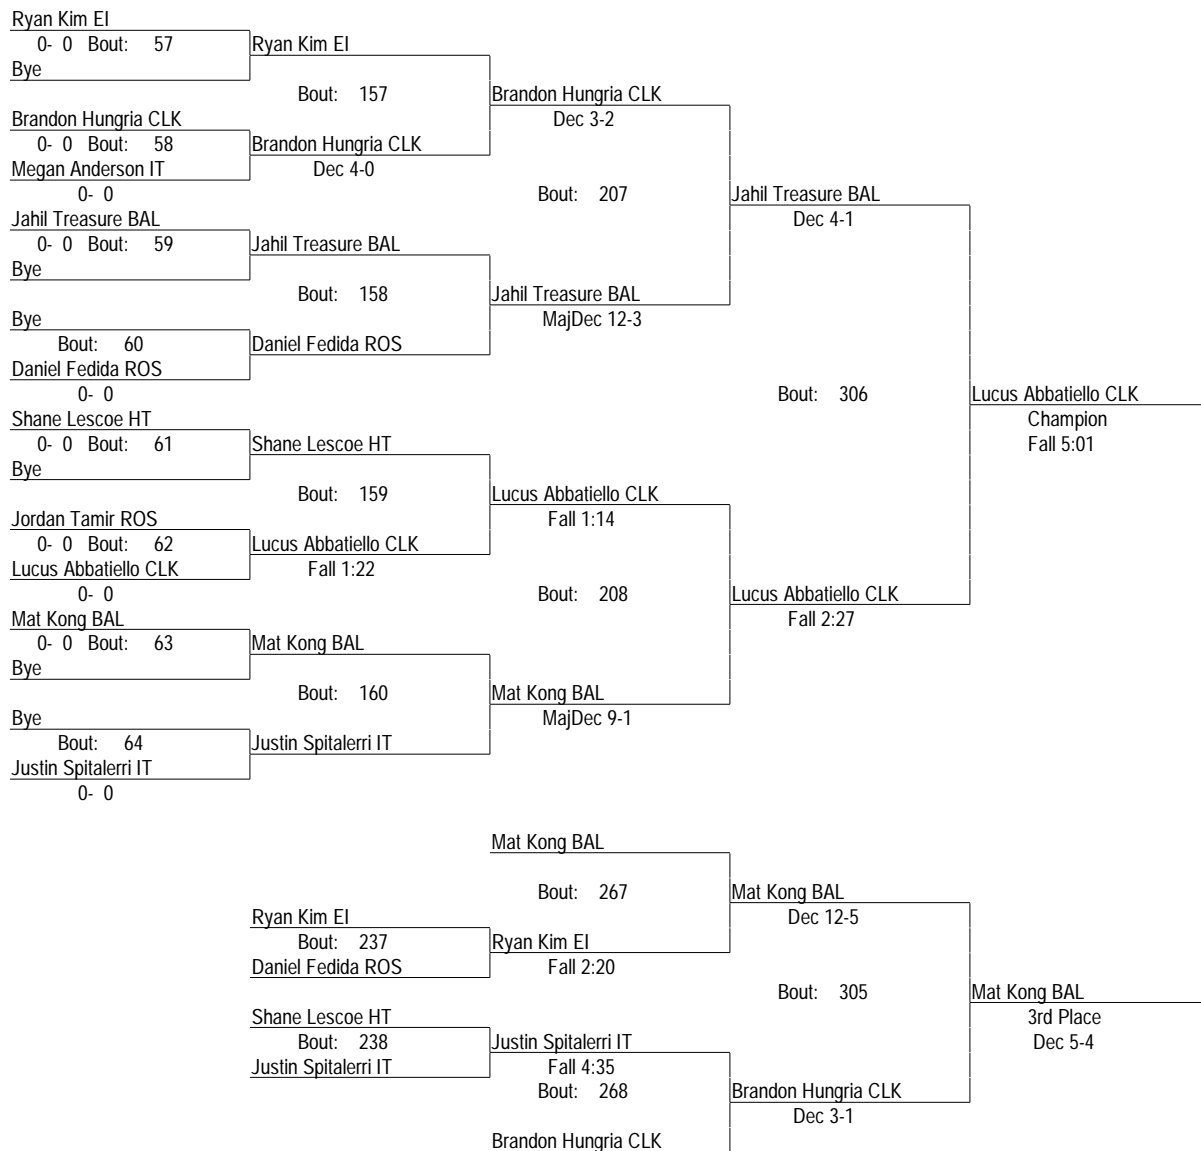 Ryan Kim EI
0- 0 Bout: 57 Ryan Kim EI
Bye
Bout: 157 Brandon Hungria CLK
Brandon Hungria CLK Dec 3-2
0- 0 Bout: 58 Brandon Hungria CLK
Megan Anderson IT Dec 4-0
0- 0 Bout: 207 Jahil Treasure BAL
Jahil Treasure BAL Dec 4-1
0- 0 Bout: 59 Jahil Treasure BAL
Bye
Bout: 158 Jahil Treasure BAL
Bye MajDec 12-3
Bout: 60 Daniel Fedida ROS
Daniel Fedida ROS
0- 0 Bout: 306 Lucus Abbatiello CLK
Shane Lescoe HT Champion
0- 0 Bout: 61 Shane Lescoe HT Fall 5:01
Bye
Bout: 159 Lucus Abbatiello CLK
Jordan Tamir ROS Fall 1:14
0- 0 Bout: 62 Lucus Abbatiello CLK
Lucus Abbatiello CLK Fall 1:22
0- 0 Bout: 208 Lucus Abbatiello CLK
Mat Kong BAL Fall 2:27
0- 0 Bout: 63 Mat Kong BAL
Bye
Bout: 160 Mat Kong BAL
Bye MajDec 9-1
Bout: 64 Justin Spitalerri IT
Justin Spitalerri IT
0- 0
Mat Kong BAL
Bout: 267 Mat Kong BAL
Ryan Kim EI Dec 12-5
Bout: 237 Ryan Kim EI
Daniel Fedida ROS Fall 2:20
Bout: 305 Mat Kong BAL
Shane Lescoe HT 3rd Place
Bout: 238 Justin Spitalerri IT Dec 5-4
Justin Spitalerri IT Fall 4:35
Bout: 268 Brandon Hungria CLK
Dec 3-1
Brandon Hungria CLK